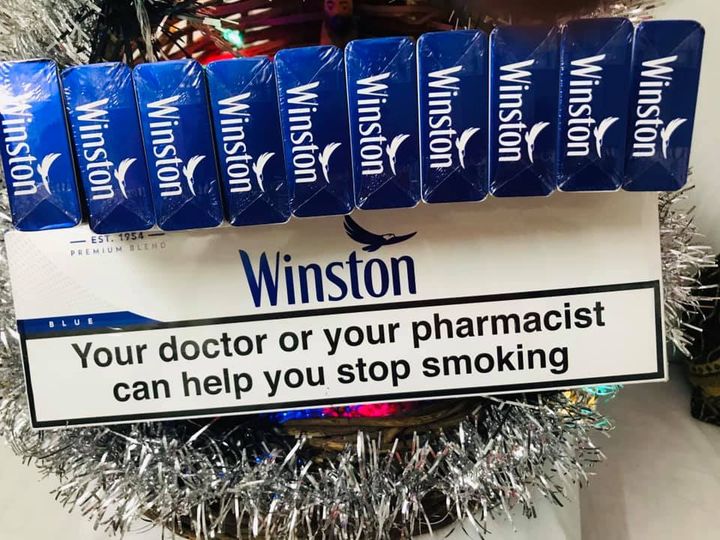 Winston
Winston
Winston
Winston
Winston
Winston
Winston
Winston
Winston
Winston
EST. 1954
PREMIUM BLEND
Winston
BLUE
Your doctor or your pharmacist
can help you stop smoking